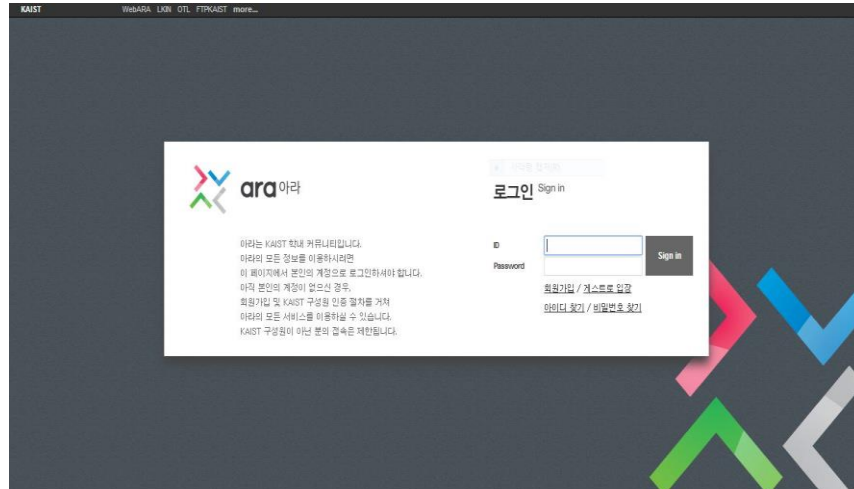 KAIST WebARA LKIN OTL FTPKAIST more...
ara 아라
로그인 Sign in
아라는 KAIST 학내 커뮤니티입니다.
아라의 모든 정보를 이용하시려면
이 페이지에서 본인의 계정으로 로그인하셔야 합니다.
아직 본인의 계정이 없으신 경우,
회원가입 및 KAIST 구성원 인증 절차를 거쳐
아라의 모든 서비스를 이용하실 수 있습니다.
KAIST 구성원이 아닌 분의 접속은 제한됩니다.
ID
Password
Sign in
회원가입 / 게스트로 입장
아이디 찾기 / 비밀번호 찾기